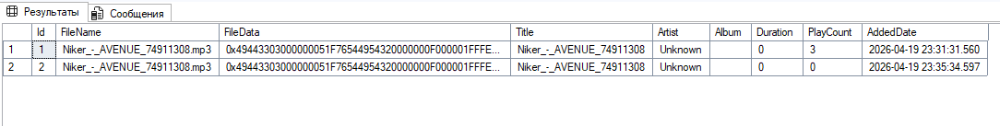 Результаты Сообщения
Id FileName FileData Title Artist Album Duration PlayCount AddedDate
1 1 Niker_-_AVENUE_74911308.mp3 0x49443303000000051F76544954320000000F000001FFFE... Niker_-_AVENUE_74911308 Unknown 0 3 2026-04-19 23:31:31.560
2 2 Niker_-_AVENUE_74911308.mp3 0x49443303000000051F76544954320000000F000001FFFE... Niker_-_AVENUE_74911308 Unknown 0 0 2026-04-19 23:35:34.597